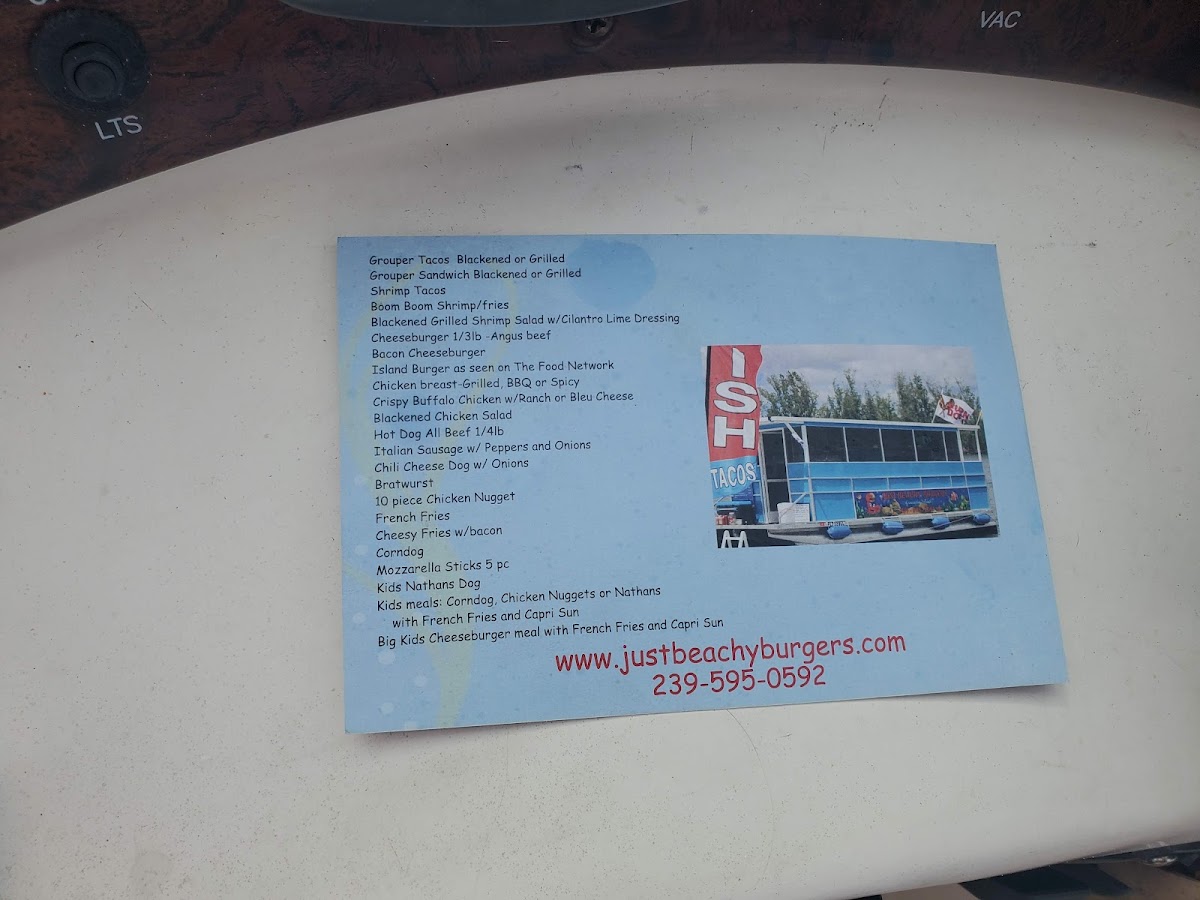 VAC
LTS
Grouper Tacos Blackened or Grilled
Grouper Sandwich Blackened or Grilled
Shrimp Tacos
Boom Boom Shrimp/fries
Blackened Grilled Shrimp Salad w/Cilantro Lime Dressing
Cheeseburger 1/3lb -Angus beef
Bacon Cheeseburger
Island Burger as seen on The Food Network
Chicken breast-Grilled, BBQ or Spicy
Crispy Buffalo Chicken w/Ranch or Bleu Cheese
Blackened Chicken Salad
Hot Dog All Beef 1/4lb
Italian Sausage w/ Peppers and Onions
Chili Cheese Dog w/ Onions
Bratwurst
10 piece Chicken Nugget
French Fries
Cheesy Fries w/bacon
Corndog
Mozzarella Sticks 5 pc
Kids Nathans Dog
Kids meals: Corndog, Chicken Nuggets or Nathans
with French Fries and Capri Sun
Big Kids Cheeseburger meal with French Fries and Capri Sun
ISH
TACOS
www.justbeachyburgers.com
239-595-0592